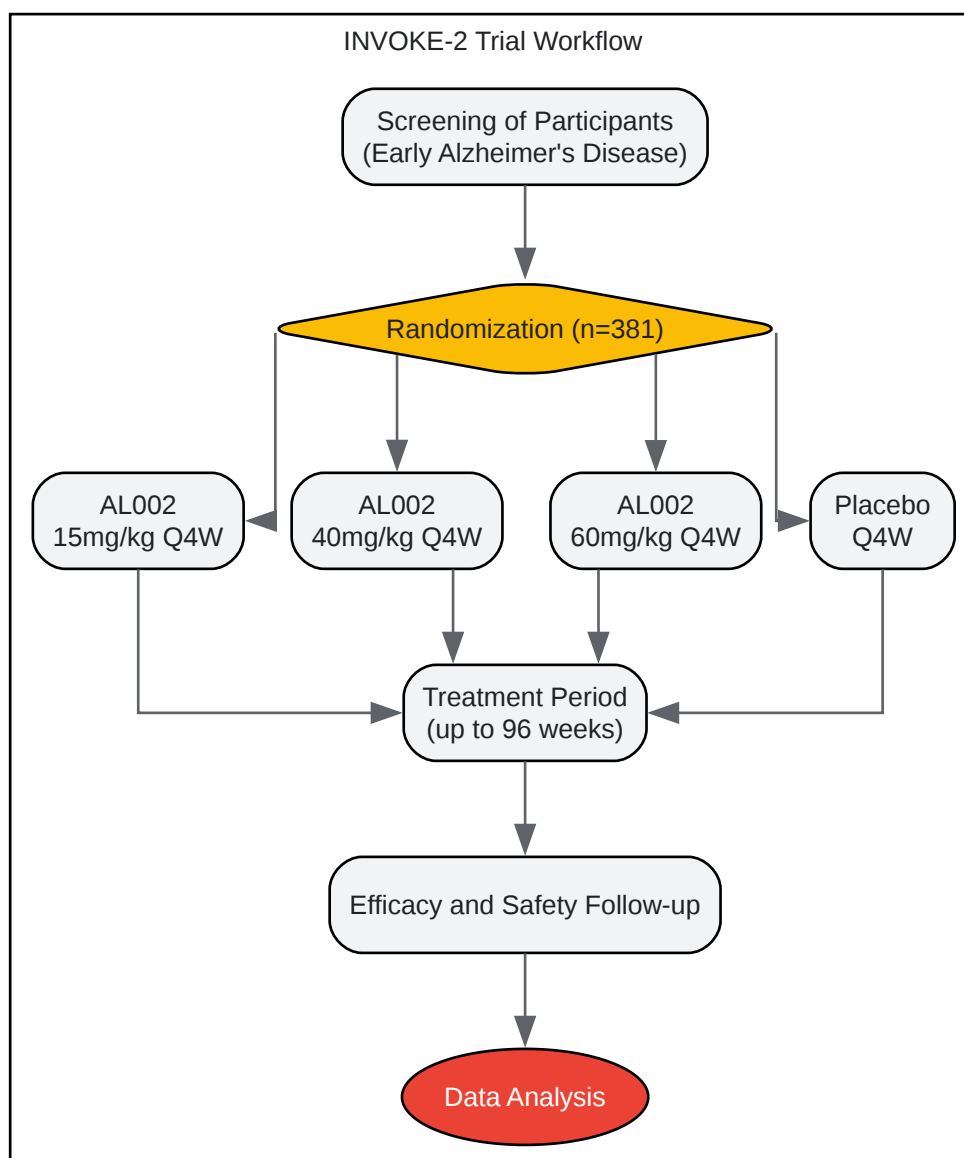 INVOKE-2 Trial Workflow
Screening of Participants
(Early Alzheimer's Disease)
Randomization (n=381)
AL002
15mg/kg Q4W
AL002
40mg/kg Q4W
AL002
60mg/kg Q4W
Placebo
Q4W
Treatment Period
(up to 96 weeks)
Efficacy and Safety Follow-up
Data Analysis